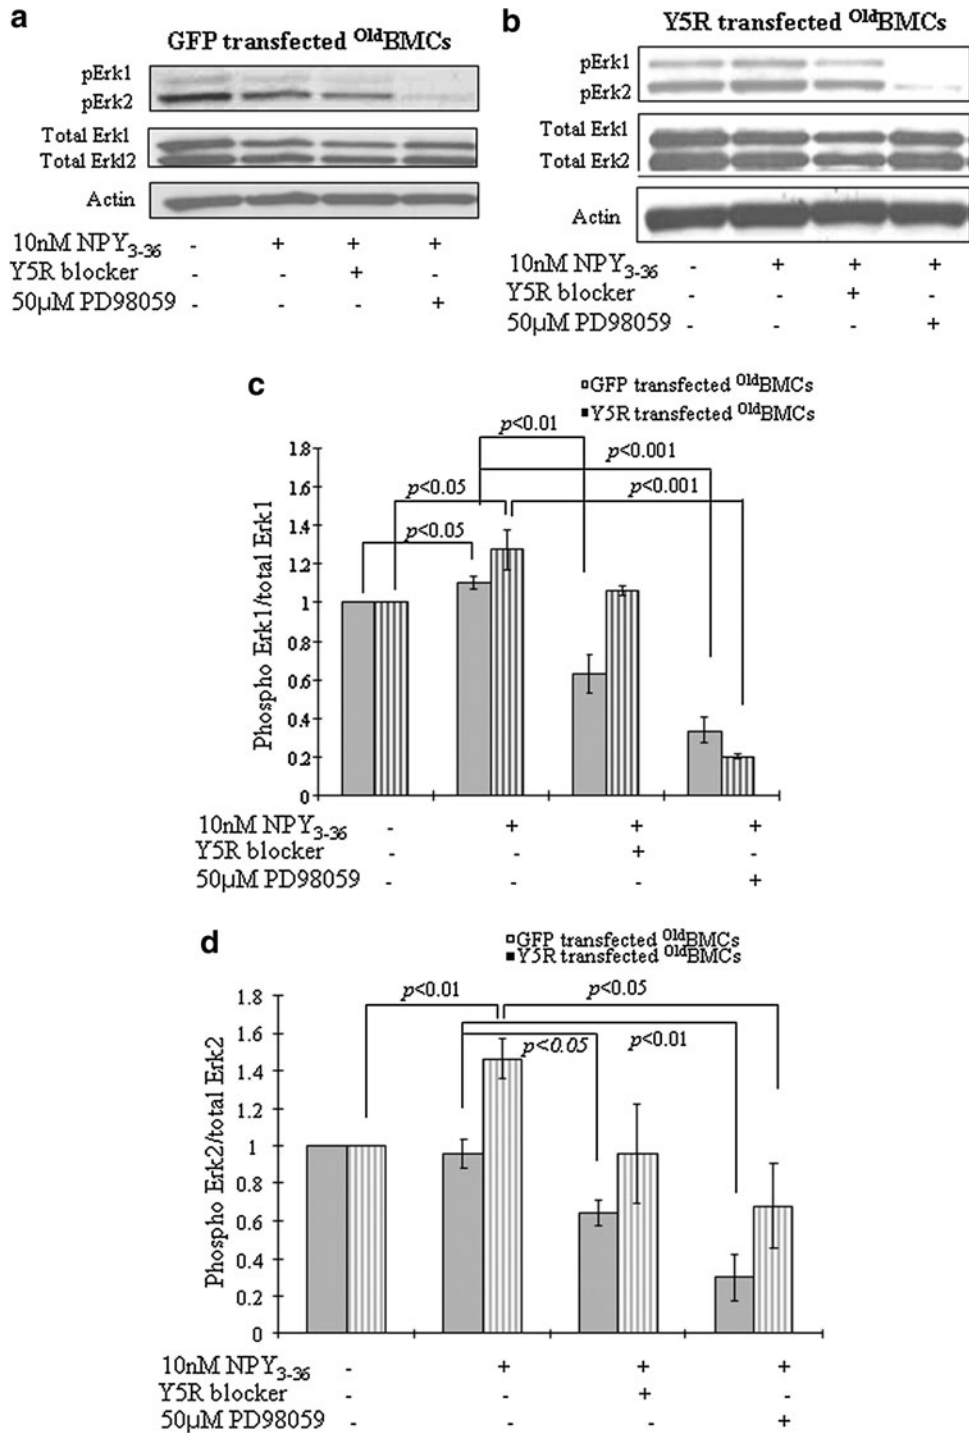 a
GFP transfected OldBMCs
pErk1
pErk2
Total Erk1
Total Erk12
Actin
10nM NPY3-36 - + + +
Y5R blocker - - + -
50µM PD98059 - - - +
b
Y5R transfected OldBMCs
pErk1
pErk2
Total Erk1
Total Erk2
Actin
10nM NPY3-36 - + + +
Y5R blocker - - + -
50µM PD98059 - - - +
c
GFP transfected OldBMCs
Y5R transfected OldBMCs
Phospho Erk1/total Erk1
1.8
1.6
1.4
1.2
1
0.8
0.6
0.4
0.2
0
p<0.01
p<0.001
p<0.05
p<0.001
p<0.05
10nM NPY3-36 - + + +
Y5R blocker - - + -
50µM PD98059 - - - +
d
GFP transfected OldBMCs
Y5R transfected OldBMCs
Phospho Erk2/total Erk2
1.8
1.6
1.4
1.2
1
0.8
0.6
0.4
0.2
0
p<0.01
p<0.05
p<0.05
p<0.01
10nM NPY3-36 - + + +
Y5R blocker - - + -
50µM PD98059 - - - +